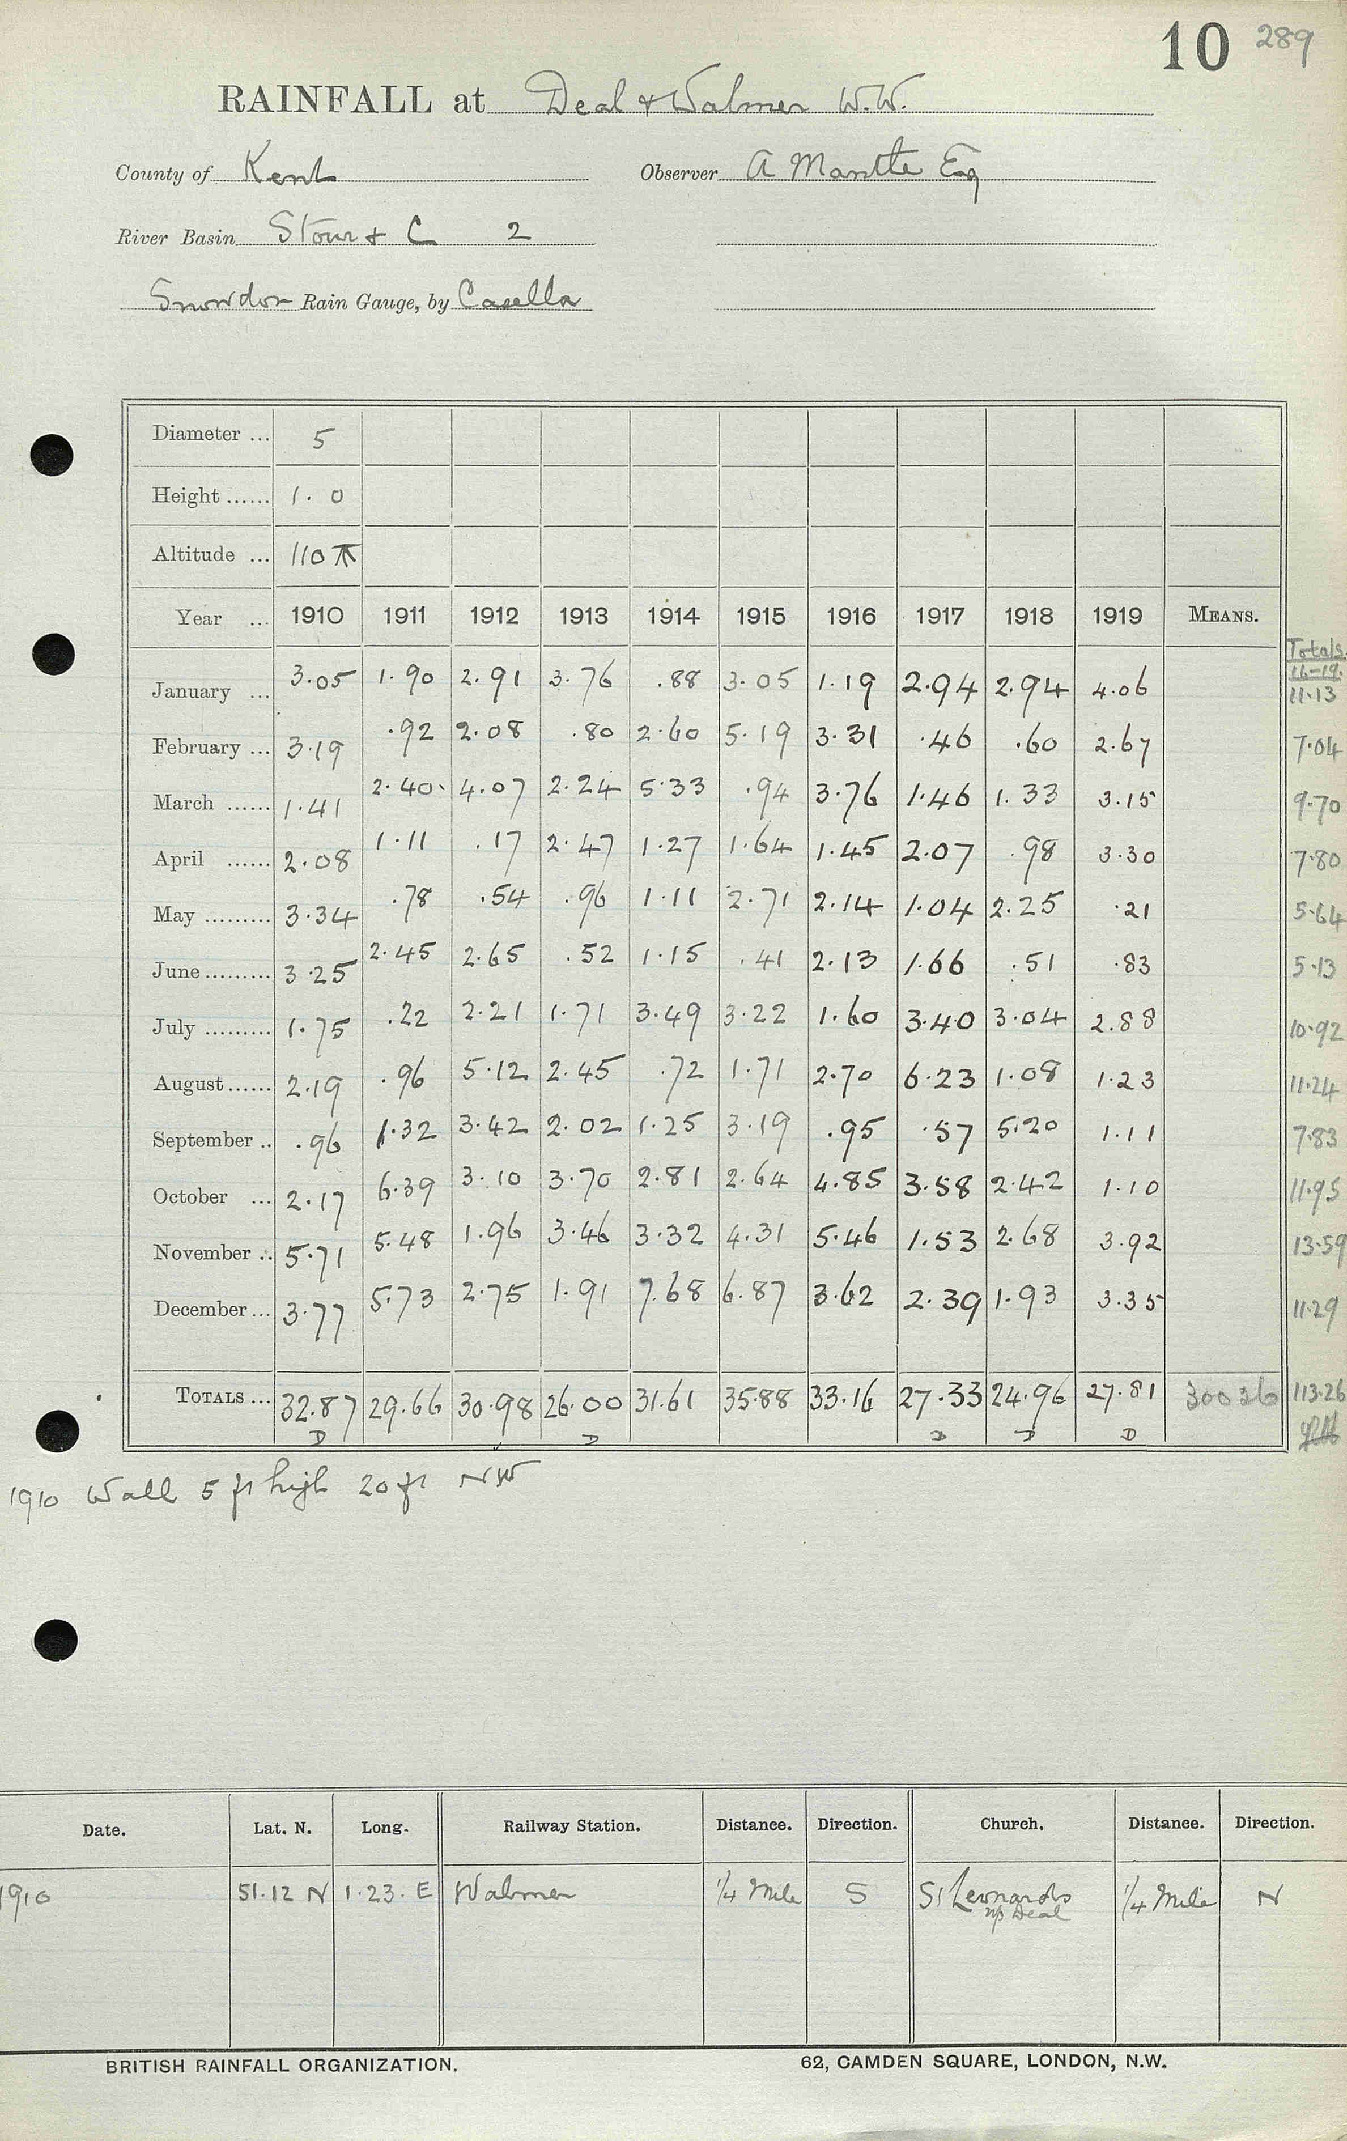 10 289
RAINFALL at Deal & Walmer W.W.
County of Kent Observer A Mantle Esq
River Basin Stour & C 2
Snowdon Rain Gauge, by Casella
Diameter ... 5
Height ...... 1. 0
Altitude ... 110
Year ... 1910 1911 1912 1913 1914 1915 1916 1917 1918 1919 MEANS. Totals 16-19.
January ... 3.05 1.90 2.91 3.76 .88 3.05 1.19 2.94 2.94 4.06 11.13
February ... 3.19 .92 2.08 .80 2.60 5.19 3.31 .46 .60 2.67 7.04
March ...... 1.41 2.40 4.07 2.24 5.33 .94 3.76 1.46 1.33 3.15 9.70
April ...... 2.08 1.11 .17 2.47 1.27 1.64 1.45 2.07 .98 3.30 7.80
May ......... 3.34 .78 .54 .96 1.11 2.71 2.14 1.04 2.25 .21 5.64
June ......... 3.25 2.45 2.65 .52 1.15 .41 2.13 1.66 .51 .83 5.13
July ......... 1.75 .22 2.21 1.71 3.49 3.22 1.60 3.40 3.04 2.88 10.92
August ...... 2.19 .96 5.12 2.45 .72 1.71 2.70 6.23 1.08 1.23 11.24
September .. .96 1.32 3.42 2.02 1.25 3.19 .95 .57 5.20 1.11 7.83
October ... 2.17 6.39 3.10 3.70 2.81 2.64 4.85 3.58 2.42 1.10 11.95
November .. 5.71 5.48 1.96 3.46 3.32 4.31 5.46 1.53 2.68 3.92 13.59
December ... 3.77 5.73 2.75 1.91 7.68 6.87 3.62 2.39 1.93 3.35 11.29
TOTALS ... 32.87 29.66 30.98 26.00 31.61 35.88 33.16 27.33 24.96 27.81 300 26 113.26
D D D D D
1910 Wall 5 ft high 20 ft NW
Date. Lat. N. Long. Railway Station. Distance. Direction. Church. Distance. Direction.
1910 51.12 N 1.23. E Walmer 1/4 Mile S St Leonards 1/4 Mile N
up Deal
BRITISH RAINFALL ORGANIZATION. 62, CAMDEN SQUARE, LONDON, N.W.